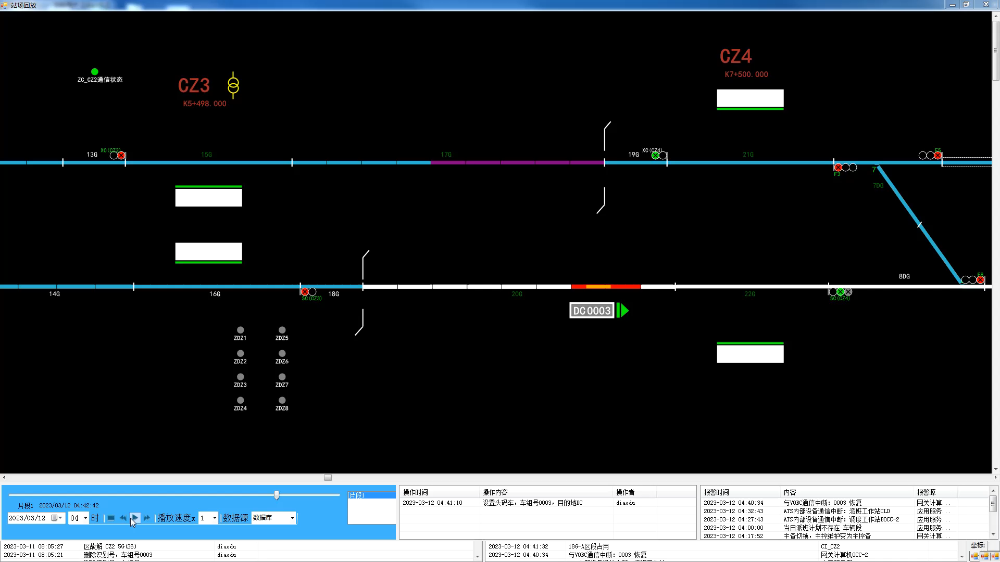 站场回放
CZ4
K7+500.000
ZC_CZ2通信状态
CZ3
K5+498.000
13G
XC(CZ3)
15G
17G
19G
XC(CZ4)
21G
F5
F3
7
7DG
8DG
F8
14G
16G
SC(CZ3)
18G
20G
22G
SC(CZ4)
DC0003
ZDZ1 ZDZ5
ZDZ2 ZDZ6
ZDZ3 ZDZ7
ZDZ4 ZDZ8
片段1 2023/03/12 04:42:42
2023/03/12 04 时 播放速度x 1 数据源 数据库
片段1
操作时间 操作内容 操作者
2023-03-12 04:41:10 设置头码车，车组号0003，目的地DC diaodu
报警时间 内容 报警源
2023-03-12 04:40:34 与VOBC通信中断：0003 恢复 网关计算...
2023-03-12 04:32:43 ATS内部设备通信中断：派班工作站CLD 应用服务...
2023-03-12 04:27:43 ATS内部设备通信中断：调度工作站BOCC-2 应用服务...
2023-03-12 04:00:00 当日派班计划不存在 车辆段 应用服务...
2023-03-12 04:17:52 主备切换，主控维护变为主控备 网关计算...
2023-03-11 08:05:27 区故解 CZ2 5G(36) diaodu
2023-03-11 08:05:21 删除识别号，车组号0003 diaodu
2023-03-12 04:41:32 18G-A区段占用 CI_CZ2
2023-03-12 04:40:34 与VOBC通信中断：0003 恢复 网关计算机OCC-2
坐标: